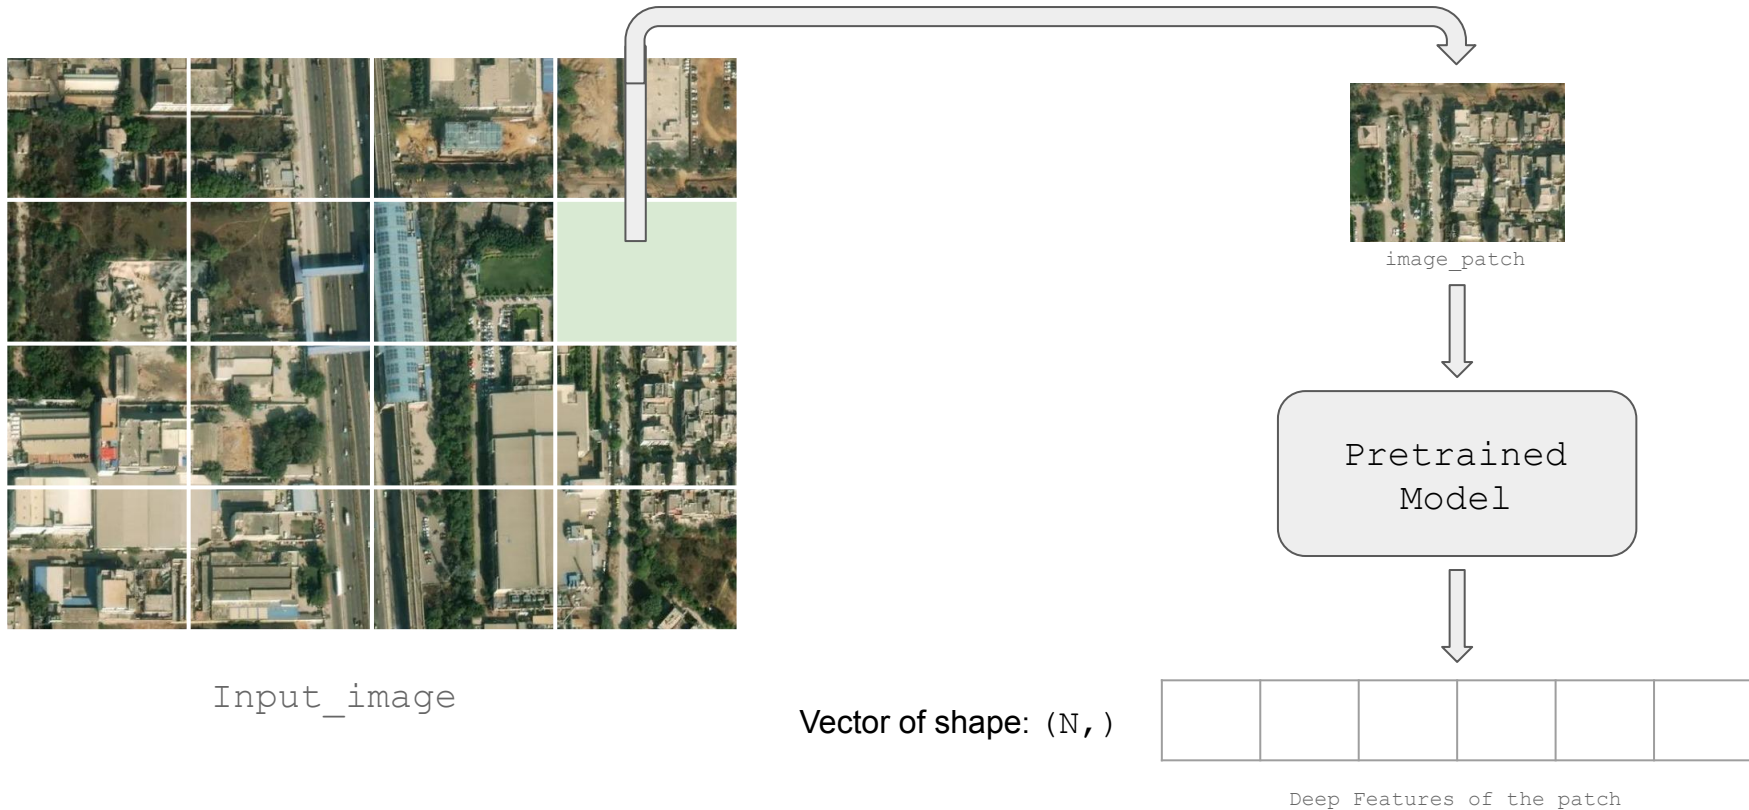 image_patch
Pretrained
Model
Input_image
Vector of shape: (N,)
Deep Features of the patch